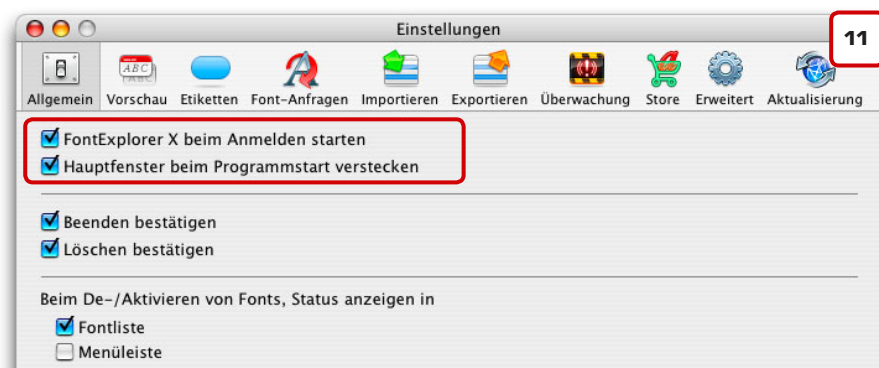 Einstellungen
11
ABC
Allgemein Vorschau Etiketten Font-Anfragen Importieren Exportieren Überwachung Store Erweitert Aktualisierung
FontExplorer X beim Anmelden starten
Hauptfenster beim Programmstart verstecken
Beenden bestätigen
Löschen bestätigen
Beim De-/Aktivieren von Fonts, Status anzeigen in
Fontliste
Menüleiste